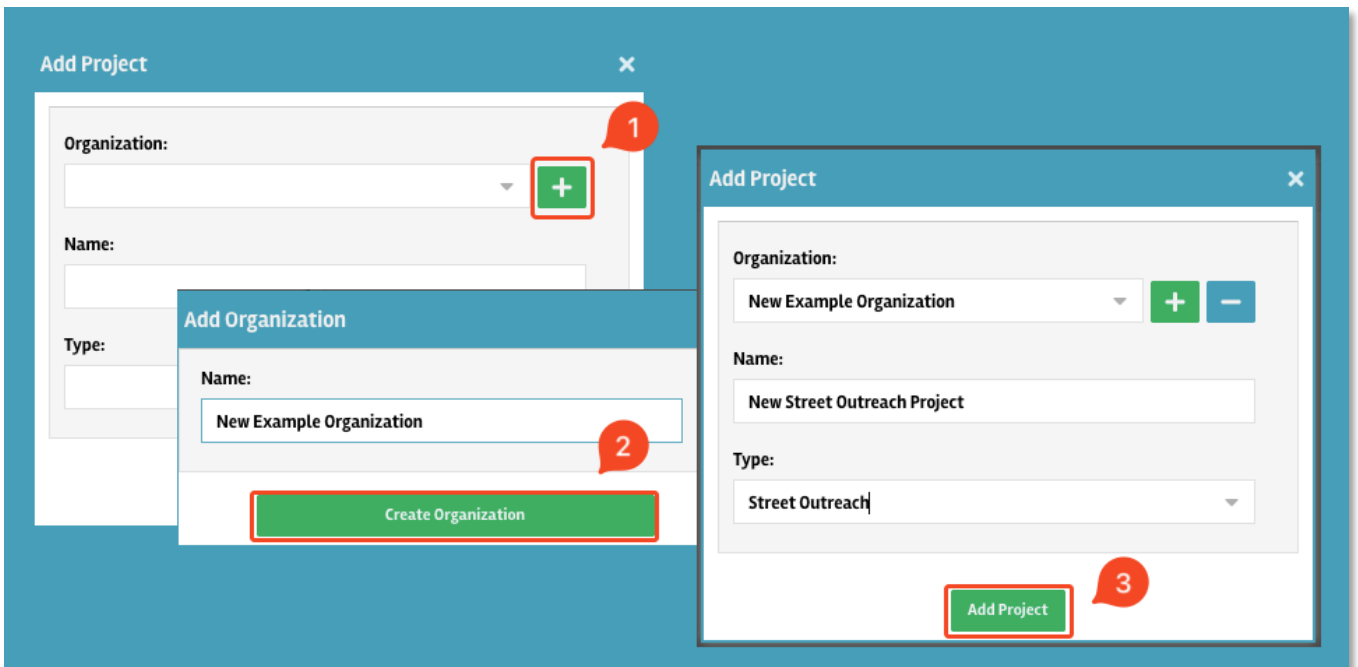 Add Project
1
Organization:
Name:
Type:
Add Organization
Name:
New Example Organization
2
Create Organization
Add Project
Organization:
New Example Organization
Name:
New Street Outreach Project
Type:
Street Outreach
3
Add Project